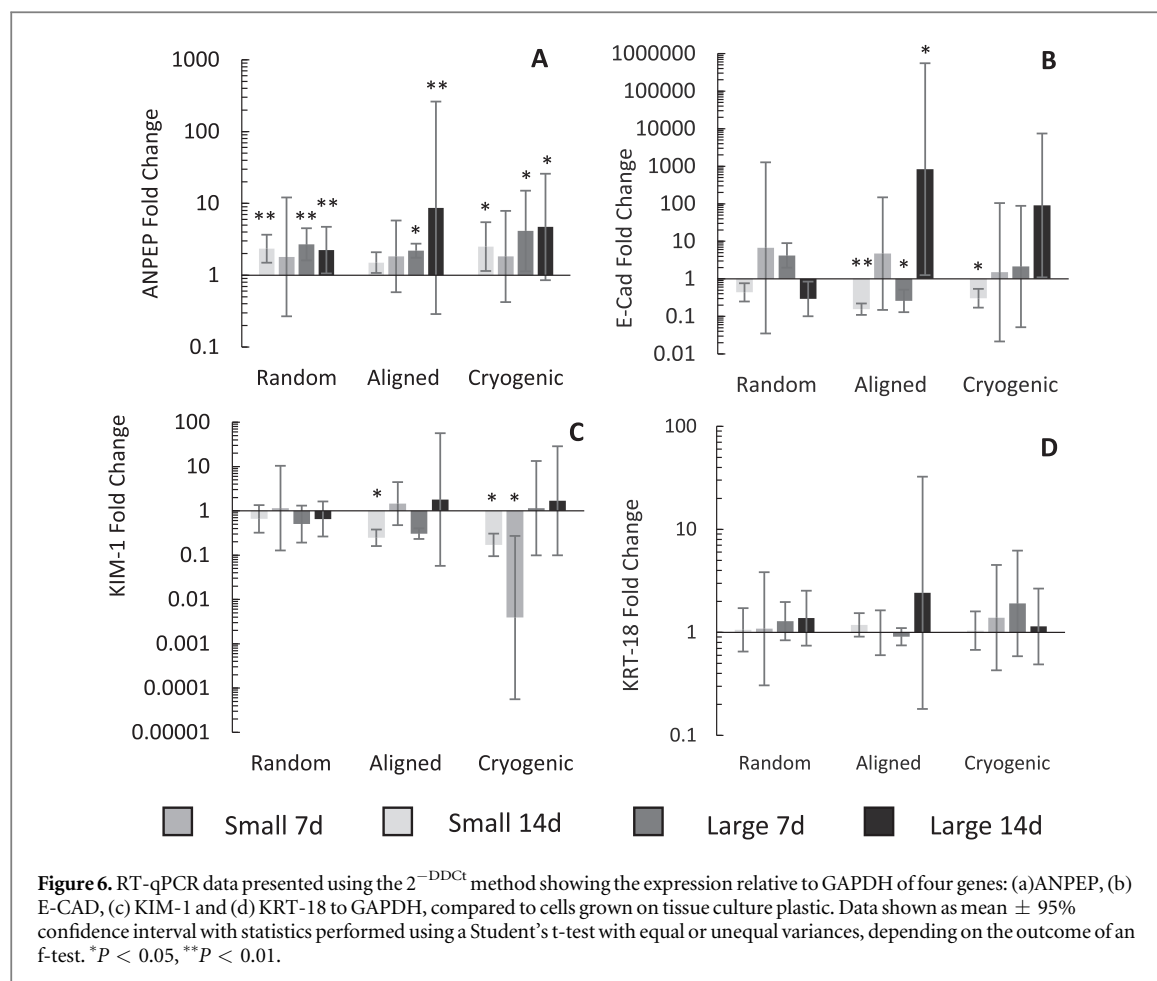 A
1000
100
10
1
0.1
ANPEP Fold Change
** ** ** * ** * * *
Random Aligned Cryogenic
B
1000000
100000
10000
1000
100
10
1
0.1
0.01
E-Cad Fold Change
** * * *
Random Aligned Cryogenic
C
100
10
1
0.1
0.01
0.001
0.0001
0.00001
KIM-1 Fold Change
* * *
Random Aligned Cryogenic
D
100
10
1
0.1
KRT-18 Fold Change
Random Aligned Cryogenic
Small 7d Small 14d Large 7d Large 14d
Figure 6. RT-qPCR data presented using the 2−DDCt method showing the expression relative to GAPDH of four genes: (a)ANPEP, (b)
E-CAD, (c) KIM-1 and (d) KRT-18 to GAPDH, compared to cells grown on tissue culture plastic. Data shown as mean ± 95%
confidence interval with statistics performed using a Student's t-test with equal or unequal variances, depending on the outcome of an
f-test. *P < 0.05, **P < 0.01.